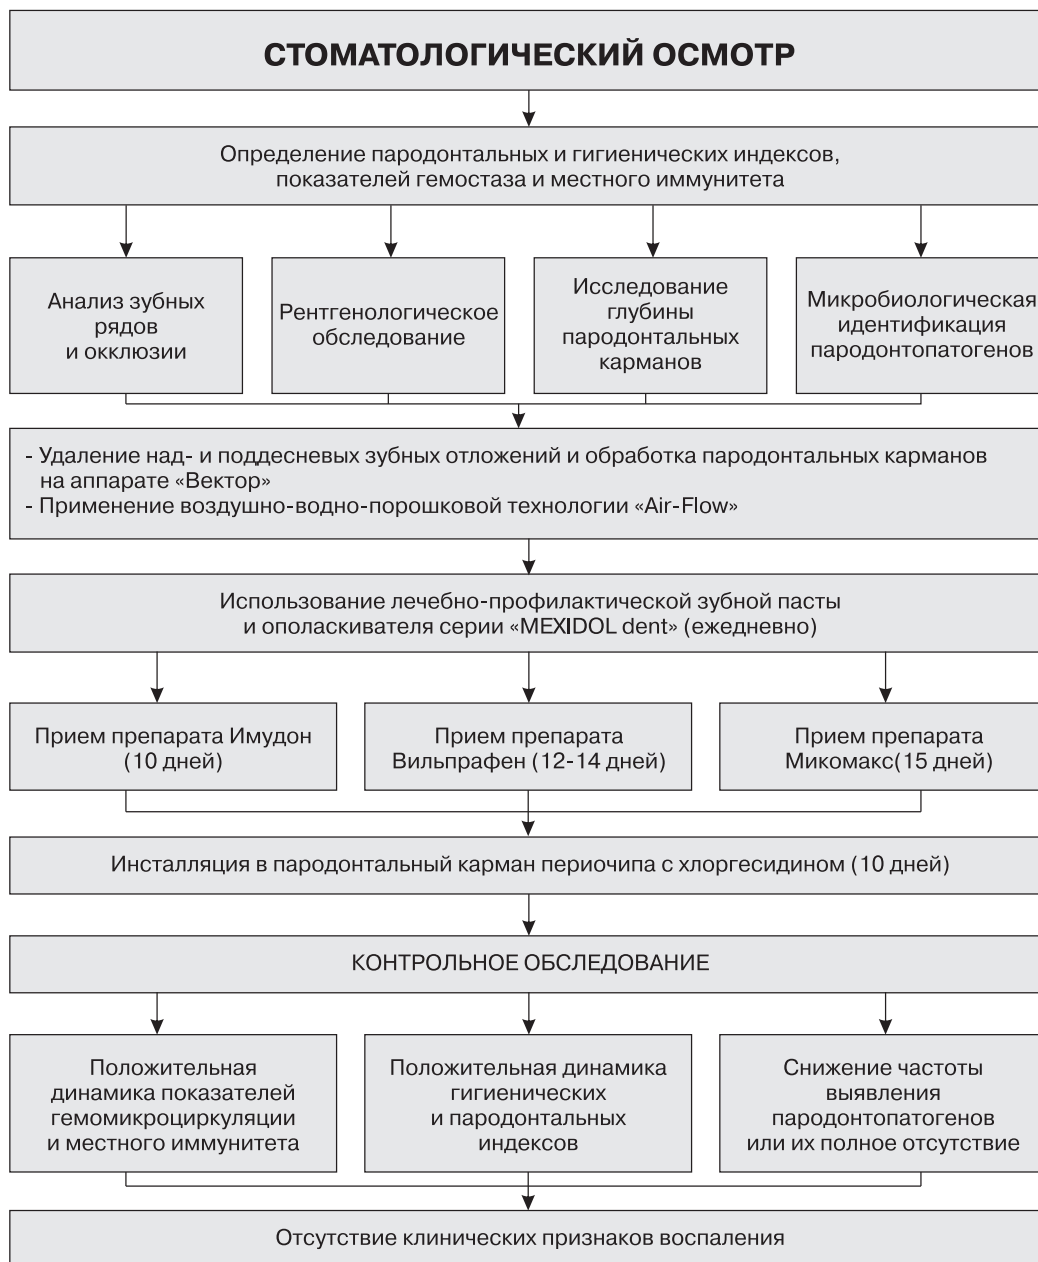 СТОМАТОЛОГИЧЕСКИЙ ОСМОТР
Определение пародонтальных и гигиенических индексов,
показателей гемостаза и местного иммунитета
Анализ зубных
рядов
и окклюзии
Рентгенологическое
обследование
Исследование
глубины
пародонтальных
карманов
Микробиологическая
идентификация
пародонтопатогенов
- Удаление над- и поддесневых зубных отложений и обработка пародонтальных карманов
на аппарате «Вектор»
- Применение воздушно-водно-порошковой технологии «Air-Flow»
Использование лечебно-профилактической зубной пасты
и ополаскивателя серии «MEXIDOL dent» (ежедневно)
Прием препарата Имудон
(10 дней)
Прием препарата
Вильпрафен (12-14 дней)
Прием препарата
Микомакс(15 дней)
Инсталляция в пародонтальный карман периочипа с хлоргесидином (10 дней)
КОНТРОЛЬНОЕ ОБСЛЕДОВАНИЕ
Положительная
динамика показателей
гемомикроциркуляции
и местного иммунитета
Положительная динамика
гигиенических
и пародонтальных
индексов
Снижение частоты
выявления
пародонтопатогенов
или их полное отсутствие
Отсутствие клинических признаков воспаления